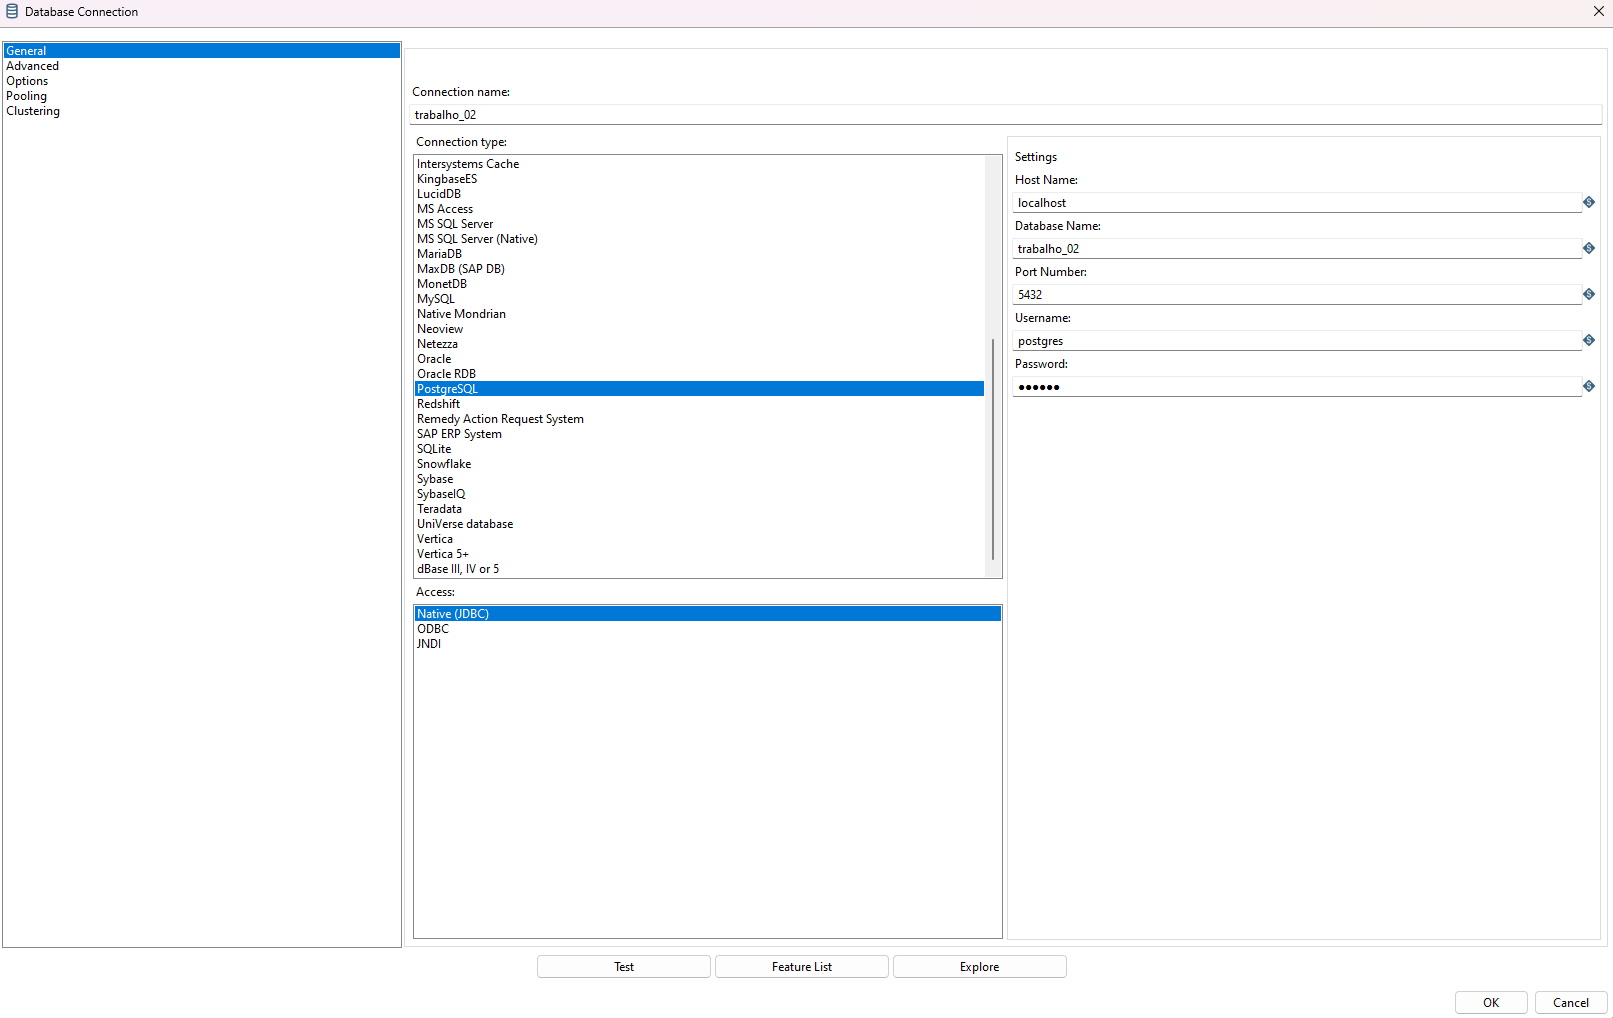 Database Connection
General
Advanced
Options
Pooling
Clustering
Connection name:
trabalho_02
Connection type:
Intersystems Cache
KingbaseES
LucidDB
MS Access
MS SQL Server
MS SQL Server (Native)
MariaDB
MaxDB (SAP DB)
MonetDB
MySQL
Native Mondrian
Neoview
Netezza
Oracle
Oracle RDB
PostgreSQL
Redshift
Remedy Action Request System
SAP ERP System
SQLite
Snowflake
Sybase
SybaseIQ
Teradata
UniVerse database
Vertica
Vertica 5+
dBase III, IV or 5
Access:
Native (JDBC)
ODBC
JNDI
Settings
Host Name:
localhost
Database Name:
trabalho_02
Port Number:
5432
Username:
postgres
Password:
●●●●●●
Test
Feature List
Explore
OK
Cancel